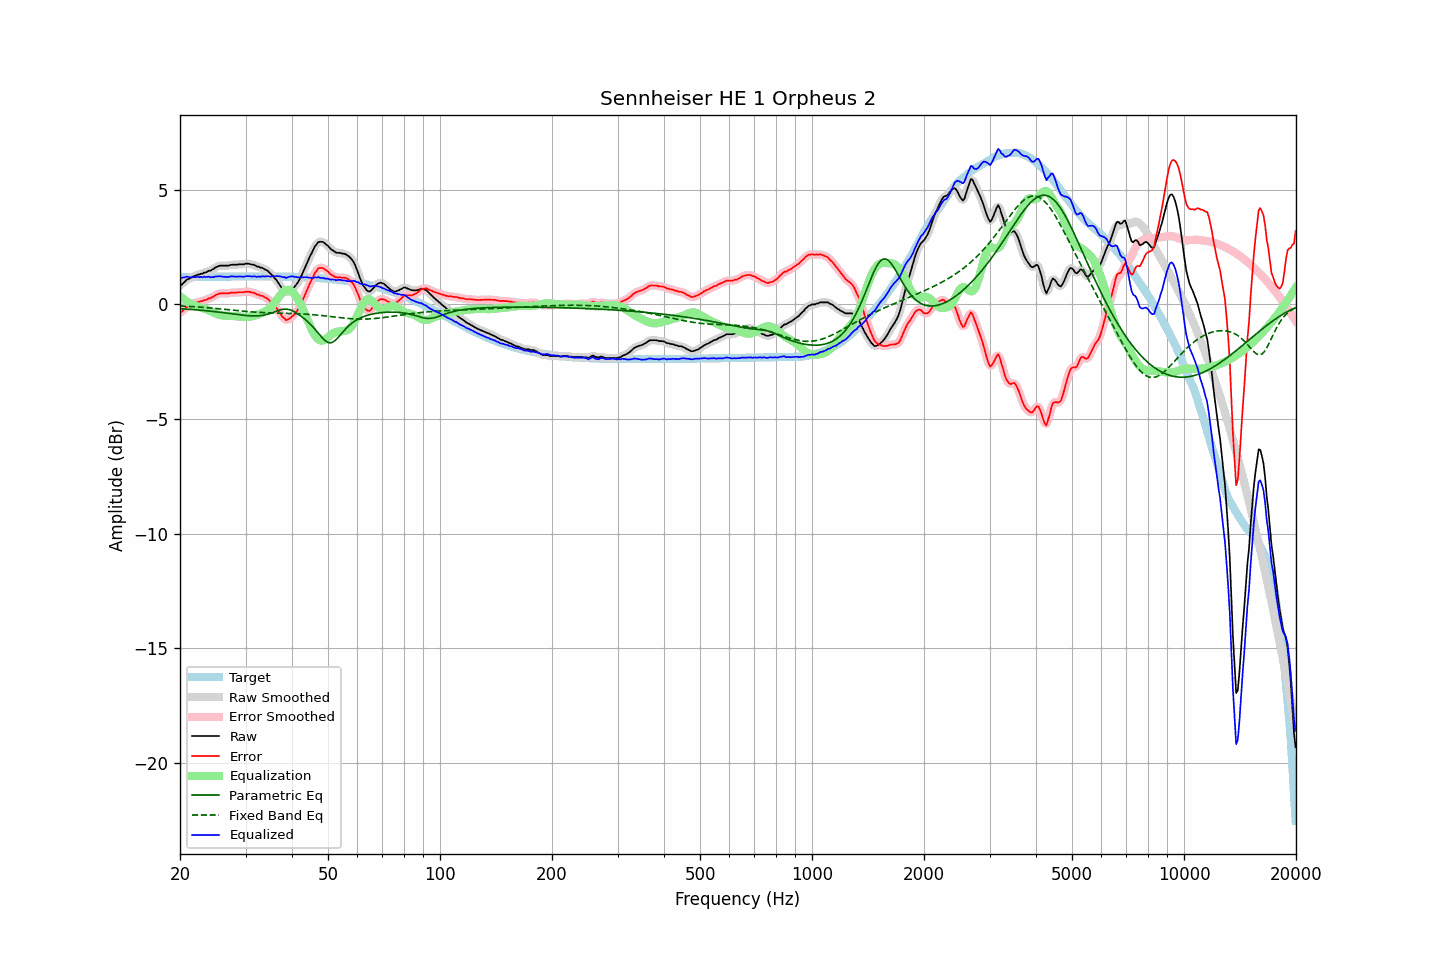 Sennheiser HE 1 Orpheus 2
Amplitude (dBr)
5
0
−5
−10
−15
−20
Target
Raw Smoothed
Error Smoothed
Raw
Error
Equalization
Parametric Eq
Fixed Band Eq
Equalized
20 50 100 200 500 1000 2000 5000 10000 20000
Frequency (Hz)